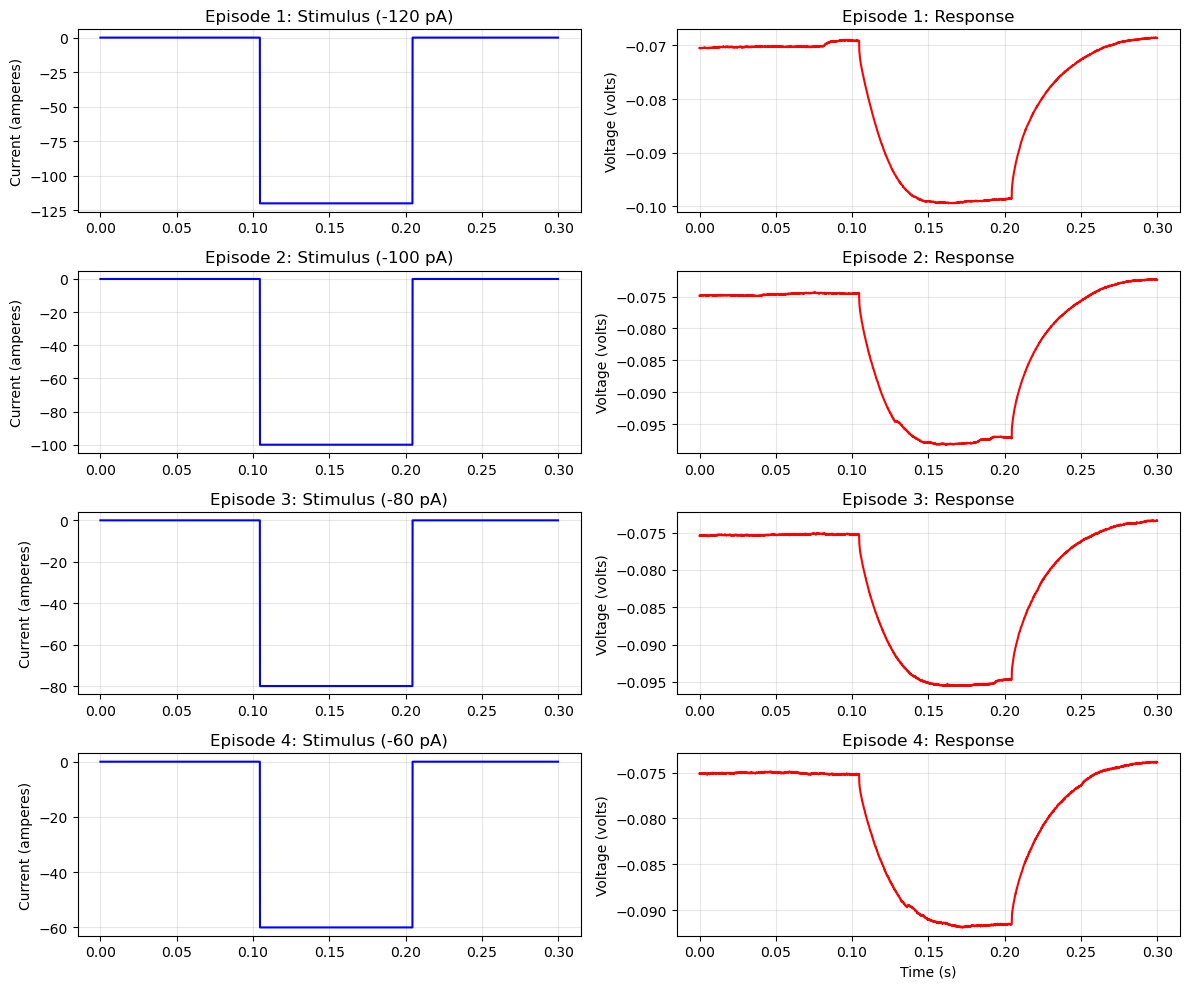 Episode 1: Stimulus (-120 pA)
Current (amperes)
0
−25
−50
−75
−100
−125
0.00 0.05 0.10 0.15 0.20 0.25 0.30
Episode 1: Response
Voltage (volts)
−0.07
−0.08
−0.09
−0.10
0.00 0.05 0.10 0.15 0.20 0.25 0.30
Episode 2: Stimulus (-100 pA)
Current (amperes)
0
−20
−40
−60
−80
−100
0.00 0.05 0.10 0.15 0.20 0.25 0.30
Episode 2: Response
Voltage (volts)
−0.075
−0.080
−0.085
−0.090
−0.095
0.00 0.05 0.10 0.15 0.20 0.25 0.30
Episode 3: Stimulus (-80 pA)
Current (amperes)
0
−20
−40
−60
−80
0.00 0.05 0.10 0.15 0.20 0.25 0.30
Episode 3: Response
Voltage (volts)
−0.075
−0.080
−0.085
−0.090
−0.095
0.00 0.05 0.10 0.15 0.20 0.25 0.30
Episode 4: Stimulus (-60 pA)
Current (amperes)
0
−20
−40
−60
0.00 0.05 0.10 0.15 0.20 0.25 0.30
Episode 4: Response
Voltage (volts)
−0.075
−0.080
−0.085
−0.090
0.00 0.05 0.10 0.15 0.20 0.25 0.30
Time (s)